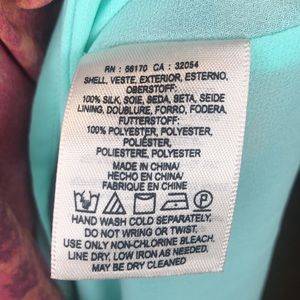 RN : 56170 CA : 32054
SHELL, VESTE, EXTERIOR, ESTERNO,
OBERSTOFF:
100% SILK, SOIE, SEDA, SETA, SEIDE
LINING, DOUBLURE, FORRO, FODERA,
FUTTERSTOFF:
100% POLYESTER, POLYESTER,
POLIÉSTER,
POLIESTERE, POLYESTER
MADE IN CHINA/
HECHO EN CHINA/
FABRIQUE EN CHINE
HAND WASH COLD SEPARATELY,
DO NOT WRING OR TWIST,
USE ONLY NON-CHLORINE BLEACH.
LINE DRY, LOW IRON AS NEEDED.
MAY BE DRY CLEANED